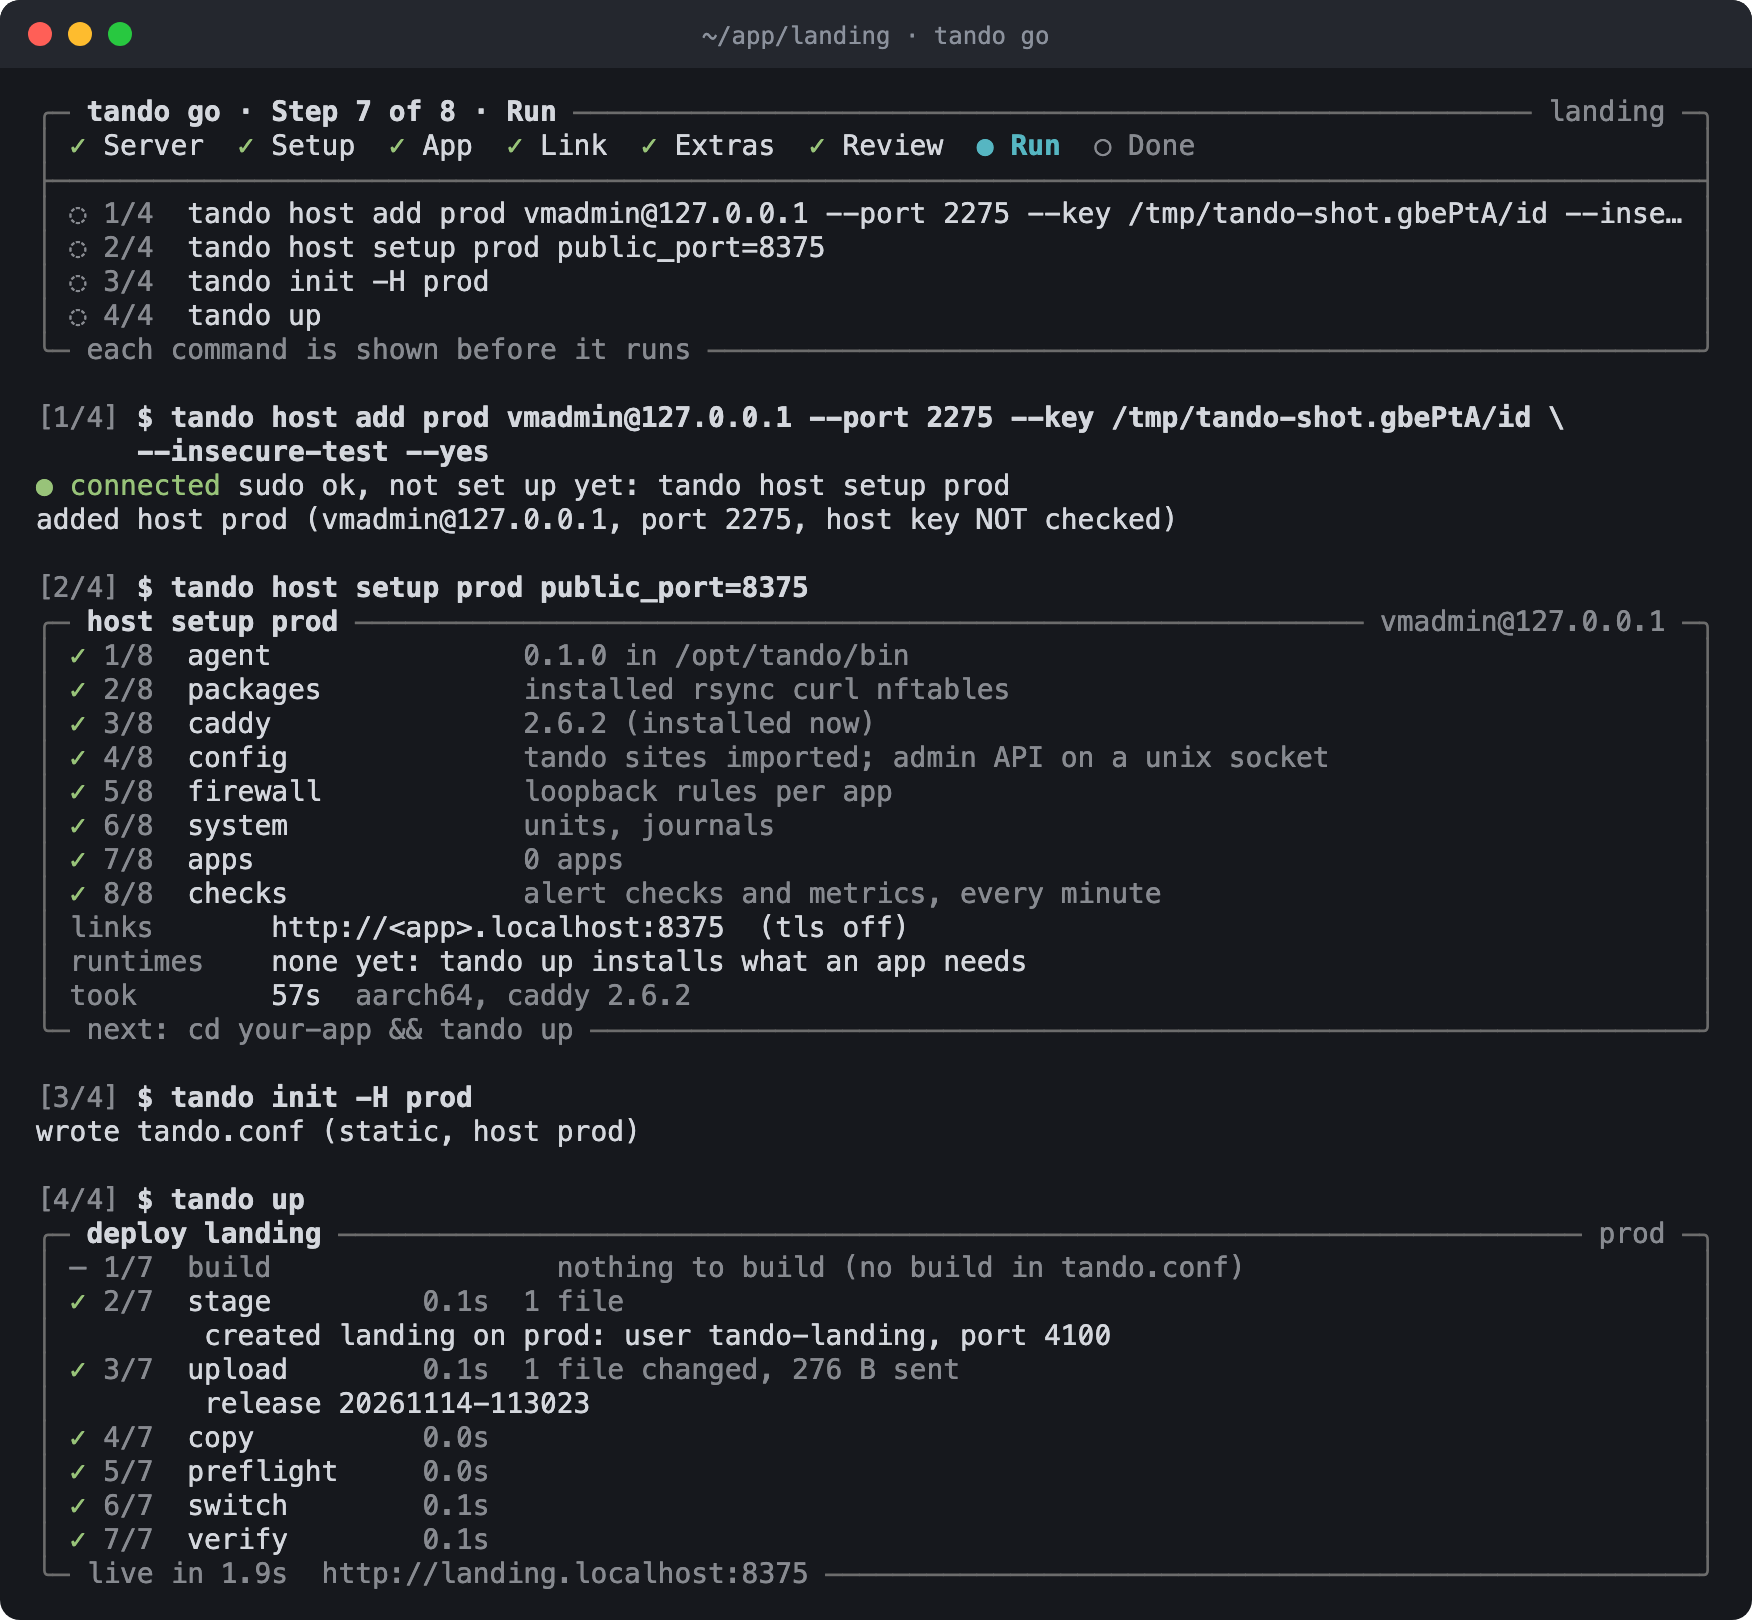 ~/app/landing · tando go
tando go · Step 7 of 8 · Run landing
✓ Server ✓ Setup ✓ App ✓ Link ✓ Extras ✓ Review ● Run ○ Done
◌ 1/4 tando host add prod vmadmin@127.0.0.1 --port 2275 --key /tmp/tando-shot.gbePtA/id --inse…
◌ 2/4 tando host setup prod public_port=8375
◌ 3/4 tando init -H prod
◌ 4/4 tando up
each command is shown before it runs
[1/4] $ tando host add prod vmadmin@127.0.0.1 --port 2275 --key /tmp/tando-shot.gbePtA/id \
--insecure-test --yes
● connected sudo ok, not set up yet: tando host setup prod
added host prod (vmadmin@127.0.0.1, port 2275, host key NOT checked)
[2/4] $ tando host setup prod public_port=8375
host setup prod vmadmin@127.0.0.1
✓ 1/8 agent 0.1.0 in /opt/tando/bin
✓ 2/8 packages installed rsync curl nftables
✓ 3/8 caddy 2.6.2 (installed now)
✓ 4/8 config tando sites imported; admin API on a unix socket
✓ 5/8 firewall loopback rules per app
✓ 6/8 system units, journals
✓ 7/8 apps 0 apps
✓ 8/8 checks alert checks and metrics, every minute
links http://<app>.localhost:8375 (tls off)
runtimes none yet: tando up installs what an app needs
took 57s aarch64, caddy 2.6.2
next: cd your-app && tando up
[3/4] $ tando init -H prod
wrote tando.conf (static, host prod)
[4/4] $ tando up
deploy landing prod
— 1/7 build nothing to build (no build in tando.conf)
✓ 2/7 stage 0.1s 1 file
created landing on prod: user tando-landing, port 4100
✓ 3/7 upload 0.1s 1 file changed, 276 B sent
release 20261114-113023
✓ 4/7 copy 0.0s
✓ 5/7 preflight 0.0s
✓ 6/7 switch 0.1s
✓ 7/7 verify 0.1s
live in 1.9s http://landing.localhost:8375